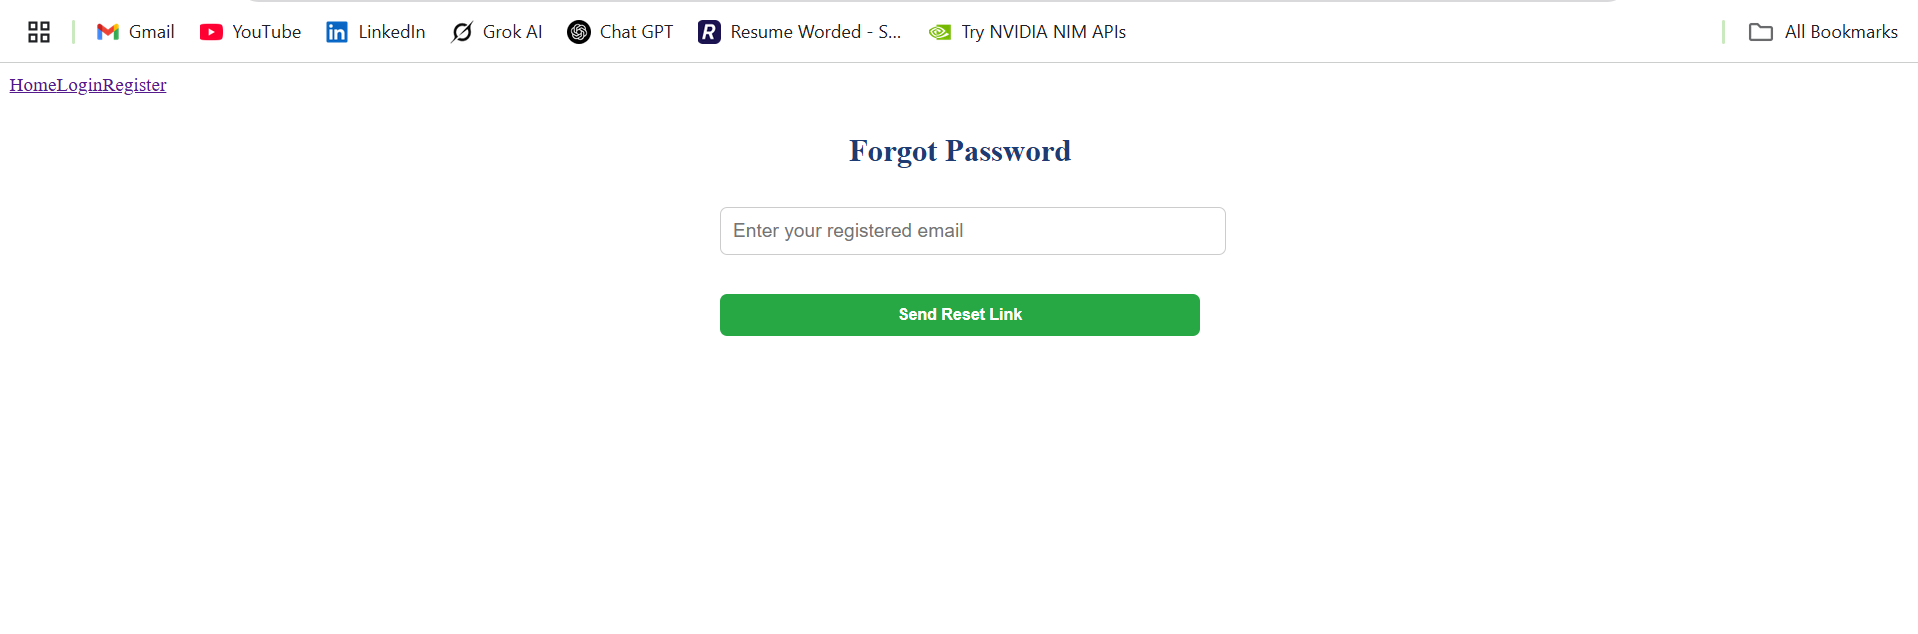 Gmail YouTube LinkedIn Grok AI Chat GPT Resume Worded - S... Try NVIDIA NIM APIs All Bookmarks
HomeLoginRegister
Forgot Password
Enter your registered email
Send Reset Link